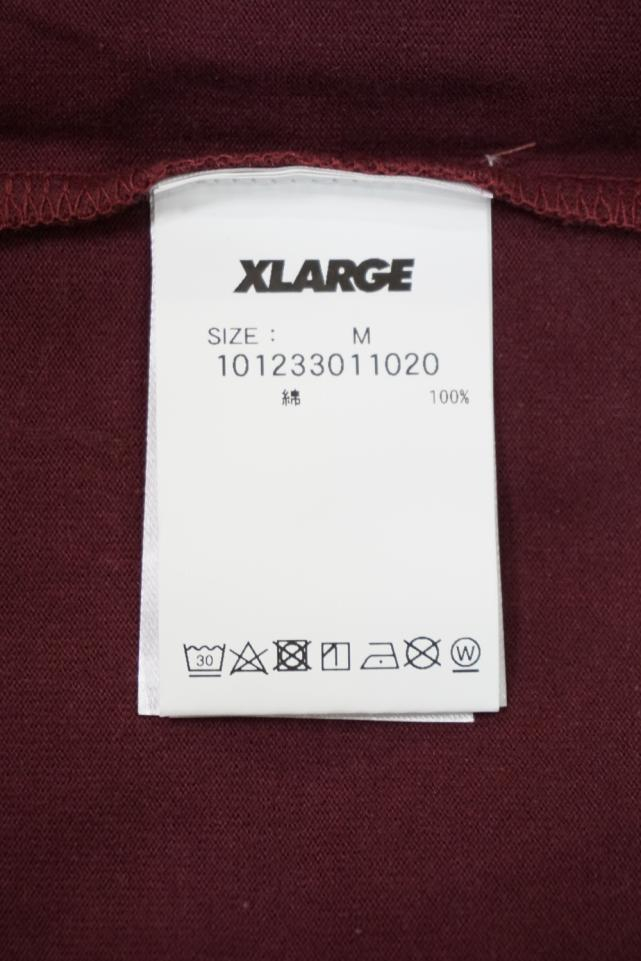 XLARGE
SIZE : M
101233011020
綿 100%
30 W